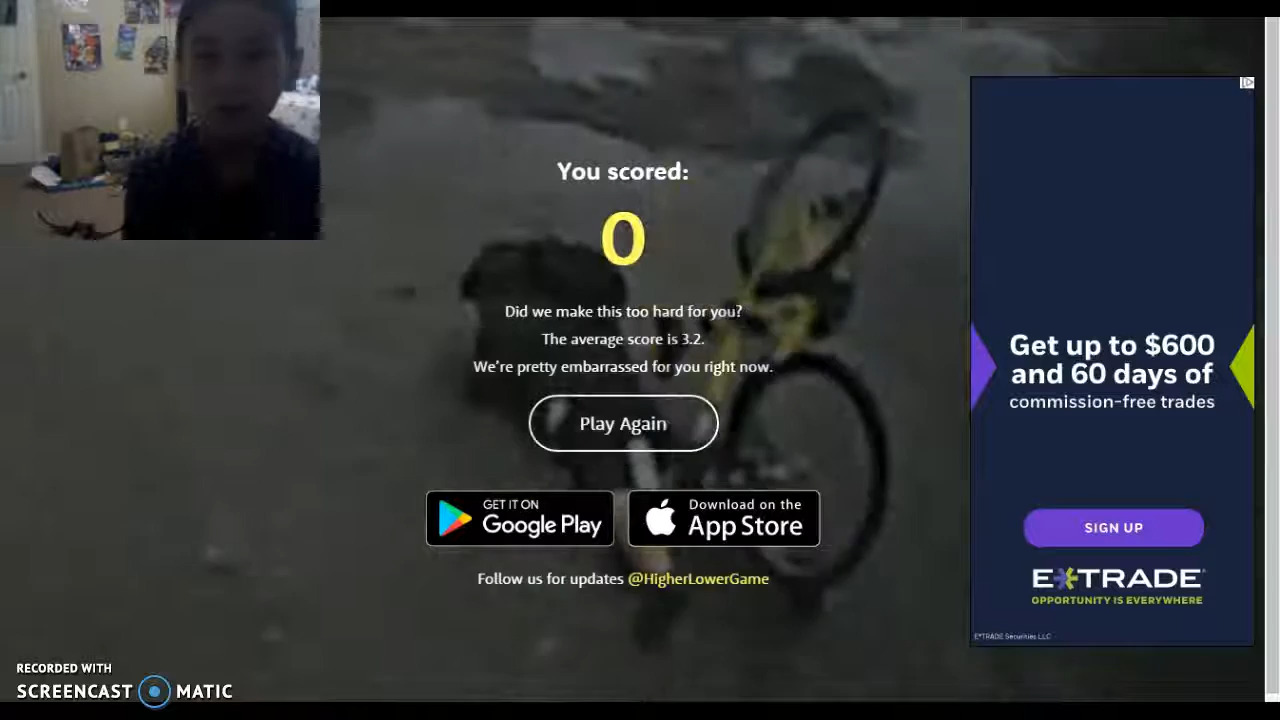 You scored:
0
Did we make this too hard for you?
The average score is 3.2.
We're pretty embarrassed for you right now.
Play Again
GET IT ON
Google Play
Download on the
App Store
Follow us for updates @HigherLowerGame
Get up to $600
and 60 days of
commission-free trades
SIGN UP
E*TRADE®
OPPORTUNITY IS EVERYWHERE
E*TRADE Securities LLC
RECORDED WITH
SCREENCAST MATIC